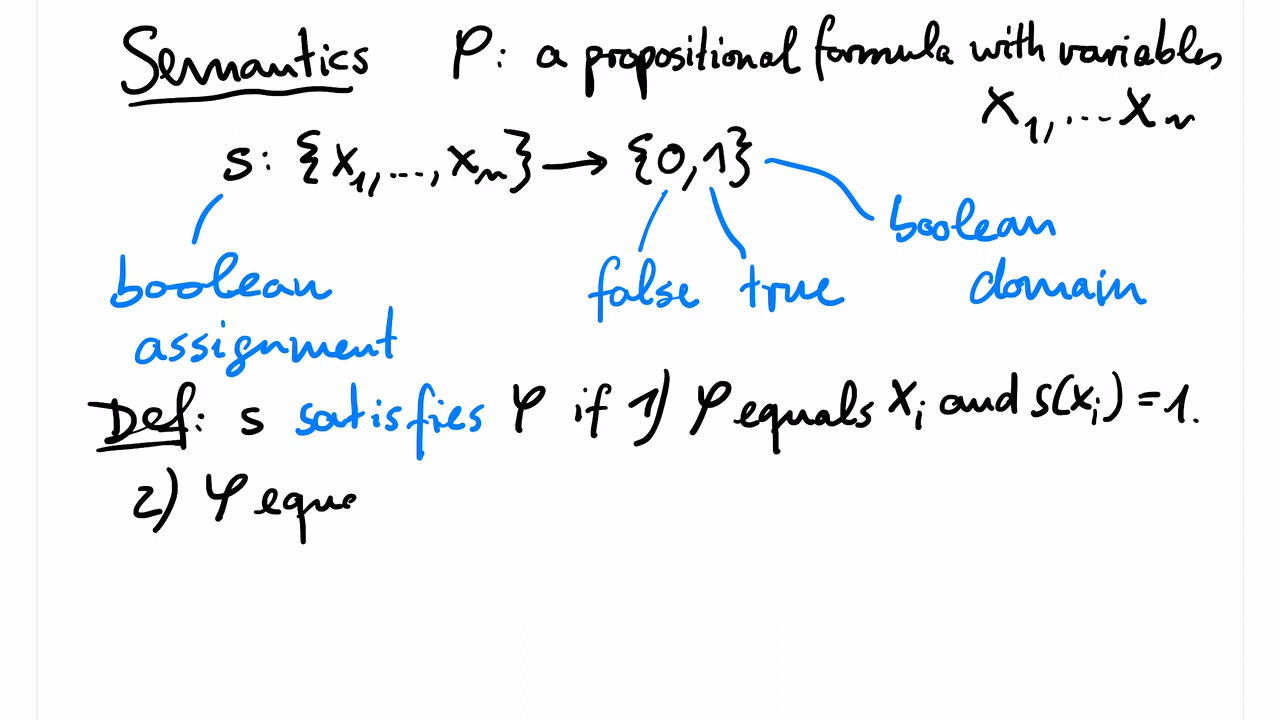 Semantics φ: a propositional formula with variables
x₁,...xₙ
s: {x₁,...,xₙ} → {0,1}
boolean
domain
boolean
assignment
false true
Def: s satisfies φ if 1) φ equals xᵢ and s(xᵢ) = 1.
2) φ equa